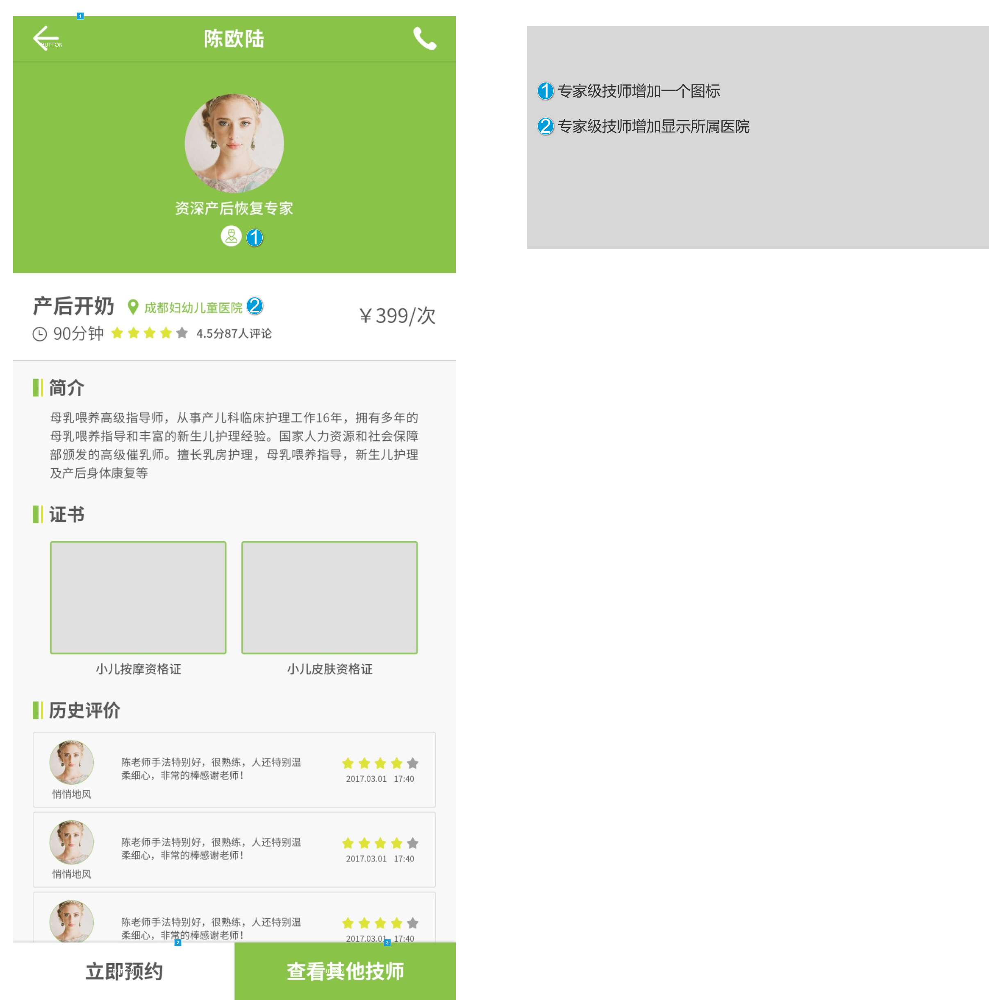 1
BUTTON
陈欧陆
资深产后恢复专家
1
产后开奶
成都妇幼儿童医院
2
￥399/次
90分钟
4.5分87人评论
简介
母乳喂养高级指导师，从事产儿科临床护理工作16年，拥有多年的
母乳喂养指导和丰富的新生儿护理经验。国家人力资源和社会保障
部颁发的高级催乳师。擅长乳房护理，母乳喂养指导，新生儿护理
及产后身体康复等
证书
小儿按摩资格证
小儿皮肤资格证
历史评价
陈老师手法特别好，很熟练，人还特别温
柔细心，非常的棒感谢老师！
2017.03.01 17:40
悄悄地风
陈老师手法特别好，很熟练，人还特别温
柔细心，非常的棒感谢老师！
2017.03.01 17:40
悄悄地风
陈老师手法特别好，很熟练，人还特别温
柔细心，非常的棒感谢老师！
2017.03.01 17:40
2
3
立即预约
BUTTON
查看其他技师
BUTTON
1 专家级技师增加一个图标
2 专家级技师增加显示所属医院